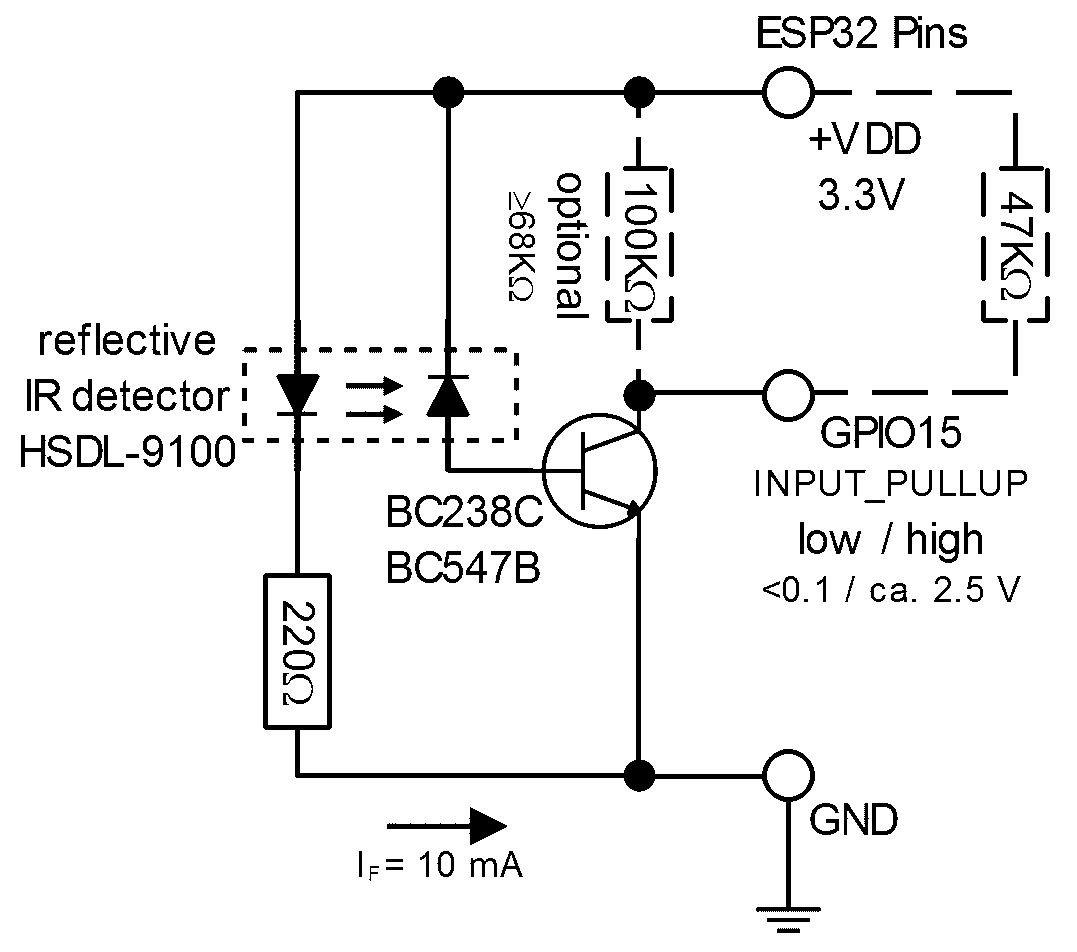 ESP32 Pins
+VDD
3.3V
100KΩ
optional
≥68KΩ
47KΩ
reflective
IR detector
HSDL-9100
GPIO15
INPUT_PULLUP
low / high
<0.1 / ca. 2.5 V
BC238C
BC547B
220Ω
GND
IF = 10 mA